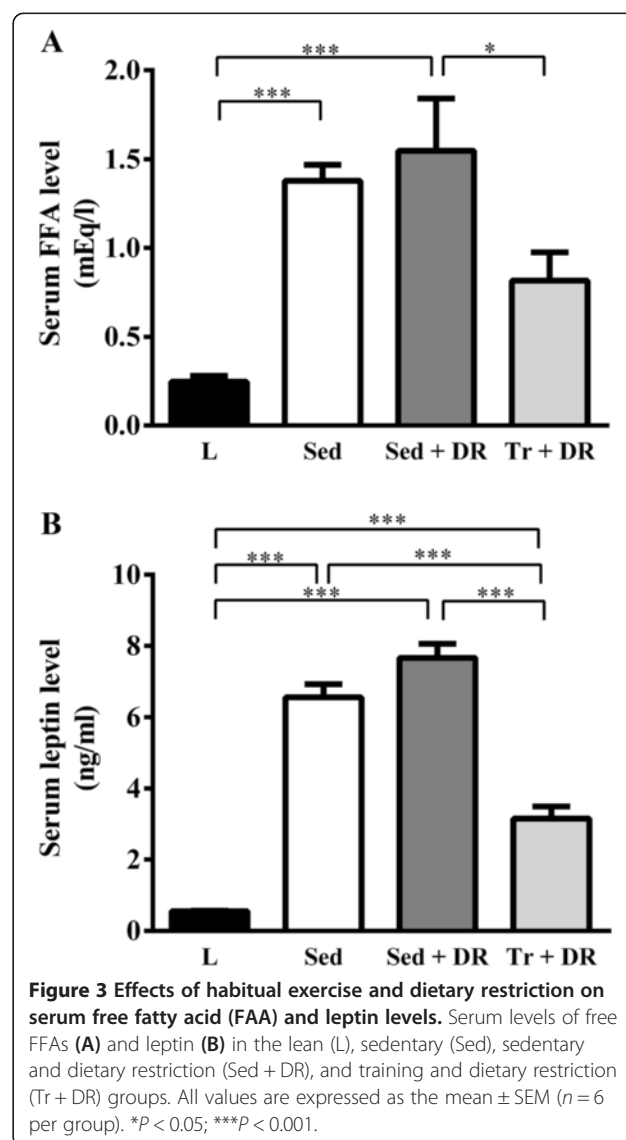 A
***
*
***
2.0
1.5
1.0
0.5
0.0
Serum FFA level
(mEq/l)
L Sed Sed + DR Tr + DR
B
***
*** ***
*** ***
10
8
6
4
2
0
Serum leptin level
(ng/ml)
L Sed Sed + DR Tr + DR
Figure 3 Effects of habitual exercise and dietary restriction on
serum free fatty acid (FAA) and leptin levels. Serum levels of free
FFAs (A) and leptin (B) in the lean (L), sedentary (Sed), sedentary
and dietary restriction (Sed + DR), and training and dietary restriction
(Tr + DR) groups. All values are expressed as the mean ± SEM (n = 6
per group). *P < 0.05; ***P < 0.001.